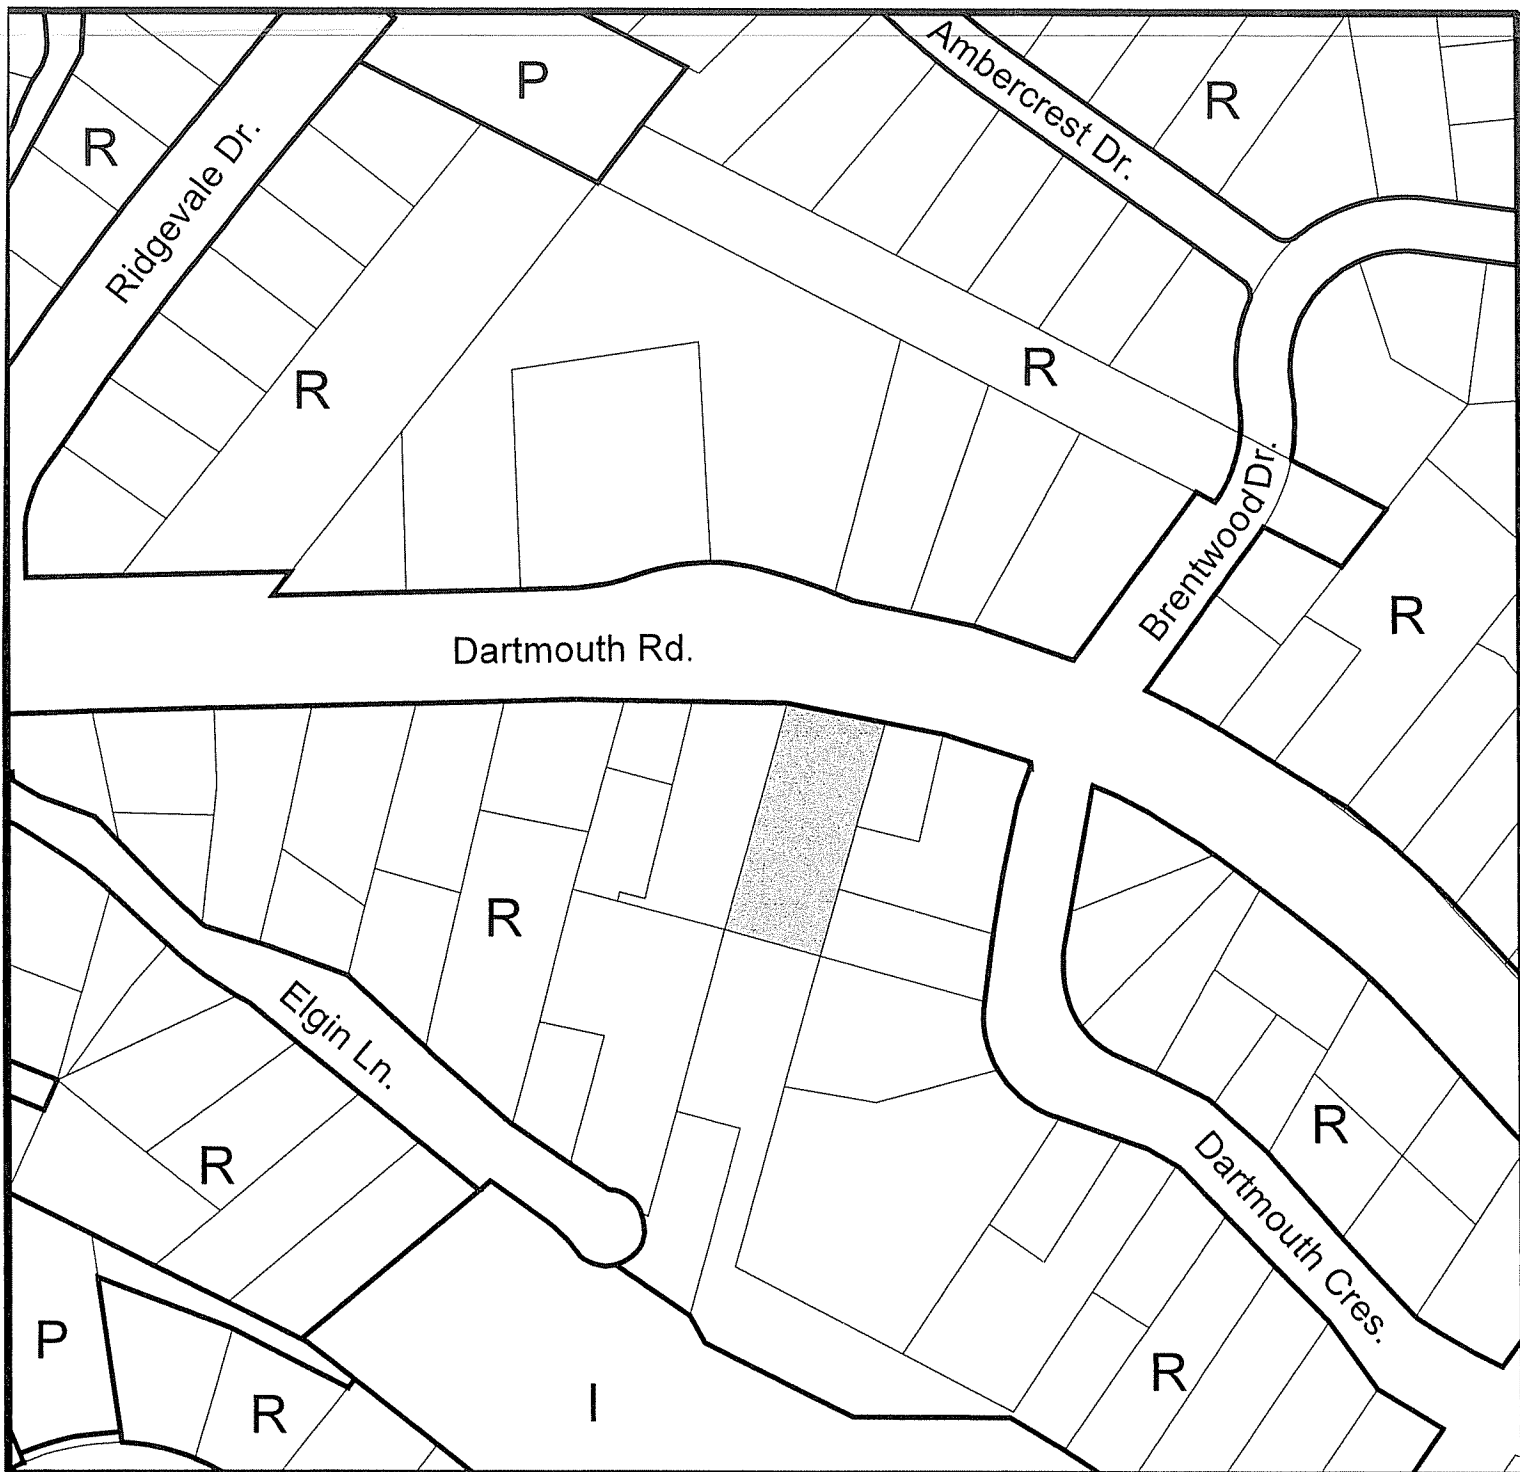 Ambercrest Dr.
P
R
R
Ridgevale Dr.
R
R
Brentwood Dr.
R
Dartmouth Rd.
R
Elgin Ln.
R
R
Dartmouth Cres.
P
R
R
I